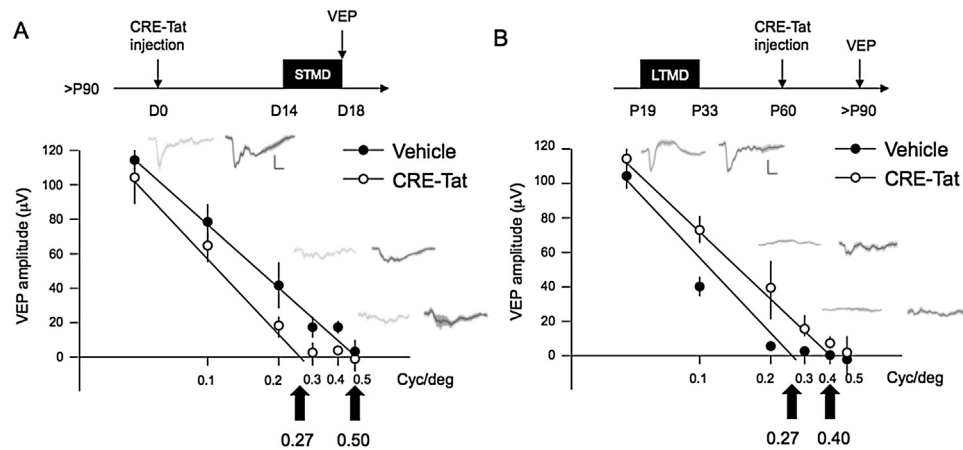 A
CRE-Tat
injection
VEP
STMD
>P90
D0
D14
D18
120
100
80
60
40
20
0
VEP amplitude (μV)
Vehicle
CRE-Tat
0.1
0.2
0.3
0.4
0.5
Cyc/deg
0.27
0.50
B
CRE-Tat
injection
VEP
LTMD
P19
P33
P60
>P90
120
100
80
60
40
20
0
VEP amplitude (μV)
Vehicle
CRE-Tat
0.1
0.2
0.3
0.4
0.5
Cyc/deg
0.27
0.40